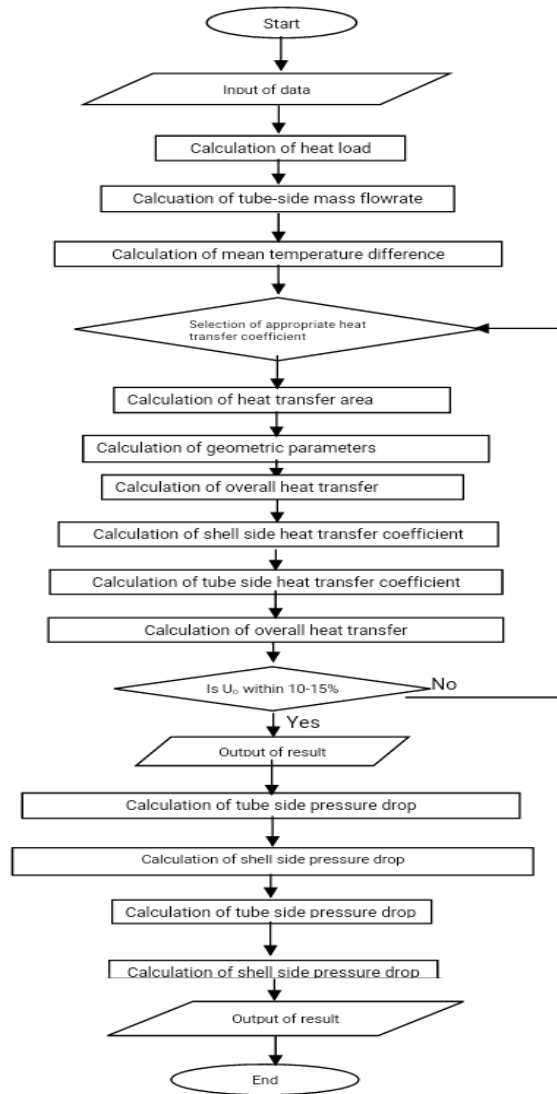 Start
Input of data
Calculation of heat load
Calcuation of tube-side mass flowrate
Calculation of mean temperature difference
Selection of appropriate heat
transfer coefficient
Calculation of heat transfer area
Calculation of geometric parameters
Calculation of overall heat transfer
Calculation of shell side heat transfer coefficient
Calculation of tube side heat transfer coefficient
Calculation of overall heat transfer
Is Uₒ within 10-15%
No
Yes
Output of result
Calculation of tube side pressure drop
Calculation of shell side pressure drop
Calculation of tube side pressure drop
Calculation of shell side pressure drop
Output of result
End